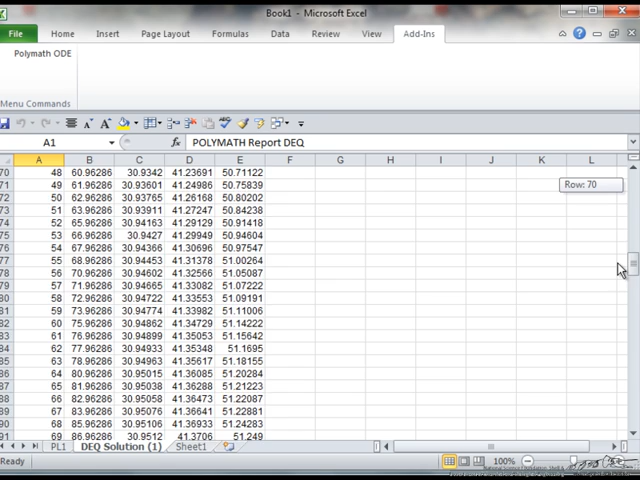 Book1 - Microsoft Excel
File Home Insert Page Layout Formulas Data Review View Add-Ins
Polymath ODE
Menu Commands
A1 fx POLYMATH Report DEQ
A B C D E F G H I J K L
70 48 60.96286 30.9342 41.23691 50.71122
71 49 61.96286 30.93601 41.24986 50.75839
72 50 62.96286 30.93765 41.26168 50.80202
73 51 63.96286 30.93911 41.27247 50.84238
74 52 65.96286 30.94163 41.29129 50.91418
75 53 66.96286 30.9427 41.29949 50.94604
76 54 67.96286 30.94366 41.30696 50.97547
77 55 68.96286 30.94453 41.31378 51.00264
78 56 70.96286 30.94602 41.32566 51.05087
79 57 71.96286 30.94665 41.33082 51.07222
80 58 72.96286 30.94722 41.33553 51.09191
81 59 73.96286 30.94774 41.33982 51.11006
82 60 75.96286 30.94862 41.34729 51.14222
83 61 76.96286 30.94899 41.35053 51.15642
84 62 77.96286 30.94933 41.35348 51.1695
85 63 78.96286 30.94963 41.35617 51.18155
86 64 80.96286 30.95015 41.36085 51.20284
87 65 81.96286 30.95038 41.36288 51.21223
88 66 82.96286 30.95058 41.36473 51.22087
89 67 83.96286 30.95076 41.36641 51.22881
90 68 85.96286 30.95106 41.36933 51.24283
91 69 86.96286 30.9512 41.3706 51.249
Row: 70
PL1 DEQ Solution (1) Sheet1
Ready 100%